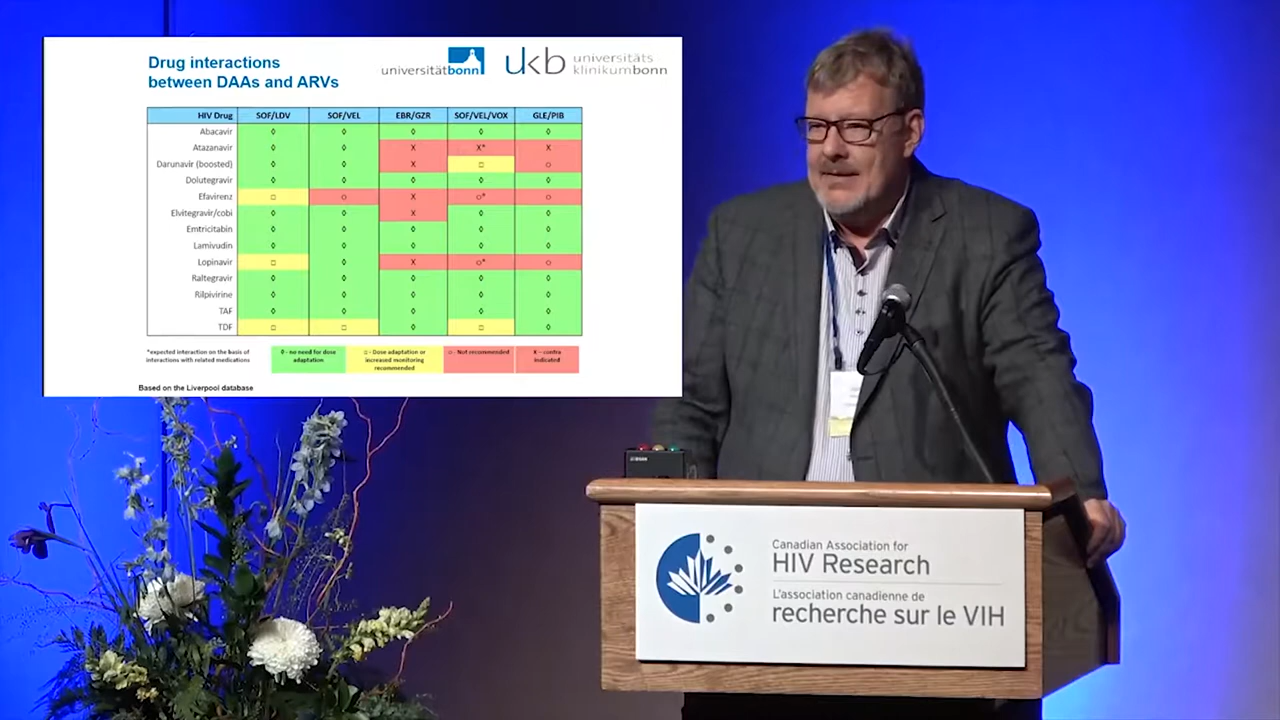 Drug interactions
between DAAs and ARVs
universitätbonn
ukb universitäts
klinikumbonn
HIV Drug SOF/LDV SOF/VEL EBR/GZR SOF/VEL/VOX GLE/PIB
Abacavir ◊ ◊ ◊ ◊ ◊
Atazanavir ◊ ◊ X X* X
Darunavir (boosted) ◊ ◊ X □ ○
Dolutegravir ◊ ◊ ◊ ◊ ◊
Efavirenz □ ○ X ○* ○
Elvitegravir/cobi ◊ ◊ X ◊ ◊
Emtricitabin ◊ ◊ ◊ ◊ ◊
Lamivudin ◊ ◊ ◊ ◊ ◊
Lopinavir □ ◊ X ○* ○
Raltegravir ◊ ◊ ◊ ◊ ◊
Rilpivirine ◊ ◊ ◊ ◊ ◊
TAF ◊ ◊ ◊ ◊ ◊
TDF □ □ ◊ □ ◊
*expected interaction on the basis of
interactions with related medications
◊ - no need for dose
adaptation
□ - Dose adaptation or
increased monitoring
recommended
○ - Not recommended
X – contra
indicated
Based on the Liverpool database
Canadian Association for
HIV Research
L'association canadienne de
recherche sur le VIH